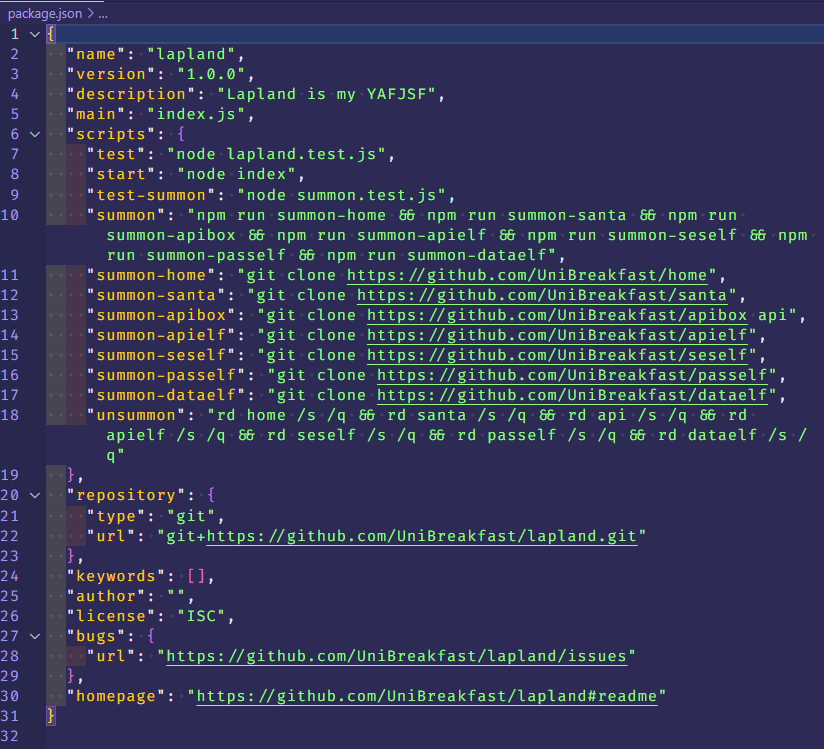 package.json > ...
1 {
2 "name": "lapland",
3 "version": "1.0.0",
4 "description": "Lapland is my YAFJSF",
5 "main": "index.js",
6 "scripts": {
7 "test": "node lapland.test.js",
8 "start": "node index",
9 "test-summon": "node summon.test.js",
10 "summon": "npm run summon-home && npm run summon-santa && npm run
summon-apibox && npm run summon-apielf && npm run summon-seself && npm
run summon-pasself && npm run summon-dataelf",
11 "summon-home": "git clone https://github.com/UniBreakfast/home",
12 "summon-santa": "git clone https://github.com/UniBreakfast/santa",
13 "summon-apibox": "git clone https://github.com/UniBreakfast/apibox api",
14 "summon-apielf": "git clone https://github.com/UniBreakfast/apielf",
15 "summon-seself": "git clone https://github.com/UniBreakfast/seself",
16 "summon-pasself": "git clone https://github.com/UniBreakfast/pasself",
17 "summon-dataelf": "git clone https://github.com/UniBreakfast/dataelf",
18 "unsummon": "rd home /s /q && rd santa /s /q && rd api /s /q && rd
apielf /s /q && rd seself /s /q && rd pasself /s /q && rd dataelf /s /
q"
19 },
20 "repository": {
21 "type": "git",
22 "url": "git+https://github.com/UniBreakfast/lapland.git"
23 },
24 "keywords": [],
25 "author": "",
26 "license": "ISC",
27 "bugs": {
28 "url": "https://github.com/UniBreakfast/lapland/issues"
29 },
30 "homepage": "https://github.com/UniBreakfast/lapland#readme"
31 }
32